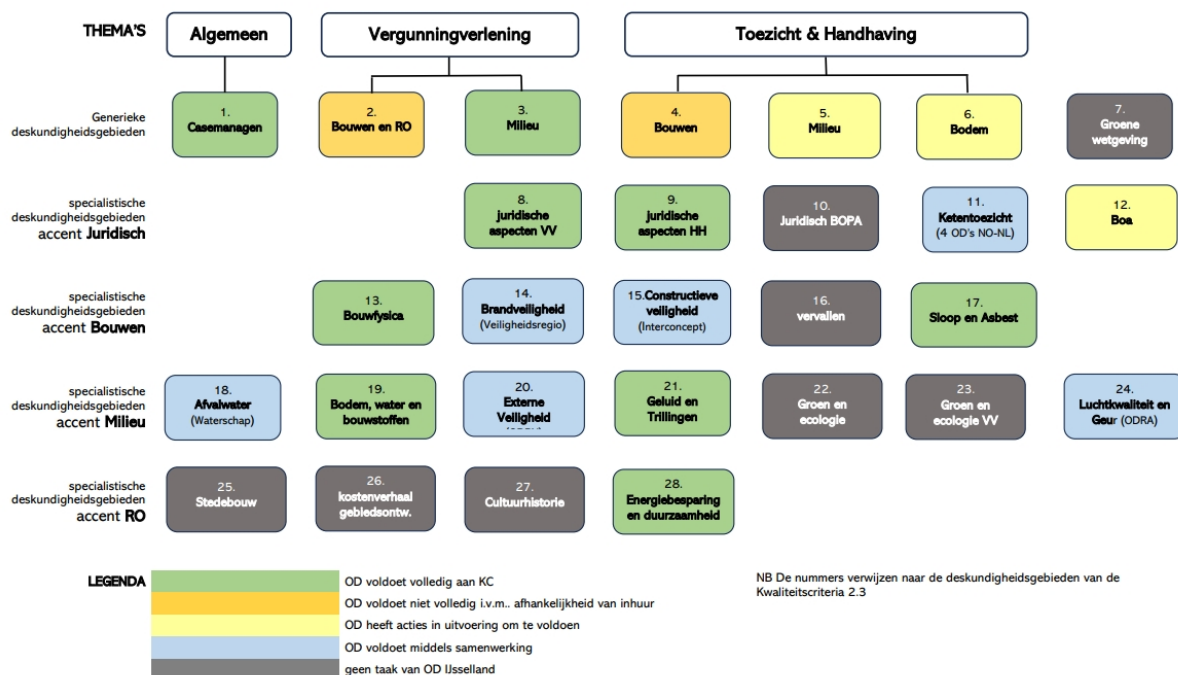 THEMA'S
Algemeen
Vergunningverlening
Toezicht & Handhaving
Generieke
deskundigheidsgebieden
1.
Casemanagen
2.
Bouwen en RO
3.
Milieu
4.
Bouwen
5.
Milieu
6.
Bodem
7.
Groene
wetgeving
specialistische
deskundigheidsgebieden
accent Juridisch
8.
juridische
aspecten VV
9.
juridische
aspecten HH
10.
Juridisch BOPA
11.
Ketentoezicht
(4 OD's NO-NL)
12.
Boa
specialistische
deskundigheidsgebieden
accent Bouwen
13.
Bouwfysica
14.
Brandveiligheid
(Veiligheidsregio)
15.Constructieve
veiligheid
(Interconcept)
16.
vervallen
17.
Sloop en Asbest
specialistische
deskundigheidsgebieden
accent Milieu
18.
Afvalwater
(Waterschap)
19.
Bodem, water en
bouwstoffen
20.
Externe
Veiligheid
21.
Geluid en
Trillingen
22.
Groen en
ecologie
23.
Groen en
ecologie VV
24.
Luchtkwaliteit en
Geur (ODRA)
specialistische
deskundigheidsgebieden
accent RO
25.
Stedebouw
26.
kostenverhaal
gebiedsontw.
27.
Cultuurhistorie
28.
Energiebesparing
en duurzaamheid
LEGENDA
OD voldoet volledig aan KC
OD voldoet niet volledig i.v.m.. afhankelijkheid van inhuur
OD heeft acties in uitvoering om te voldoen
OD voldoet middels samenwerking
geen taak van OD IJsselland
NB De nummers verwijzen naar de deskundigheidsgebieden van de
Kwaliteitscriteria 2.3